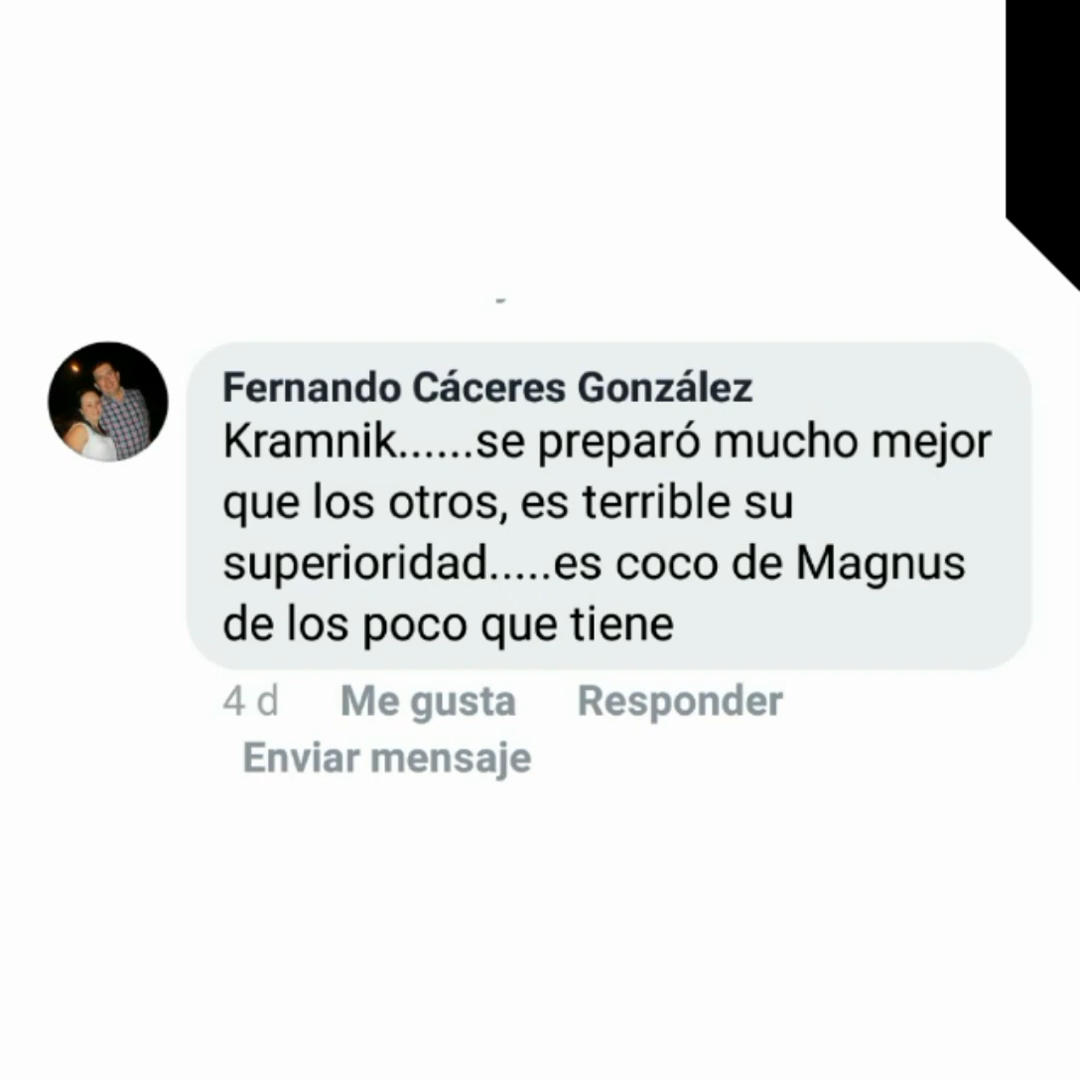 Fernando Cáceres González
Kramnik......se preparó mucho mejor
que los otros, es terrible su
superioridad.....es coco de Magnus
de los poco que tiene
4 d Me gusta Responder
Enviar mensaje